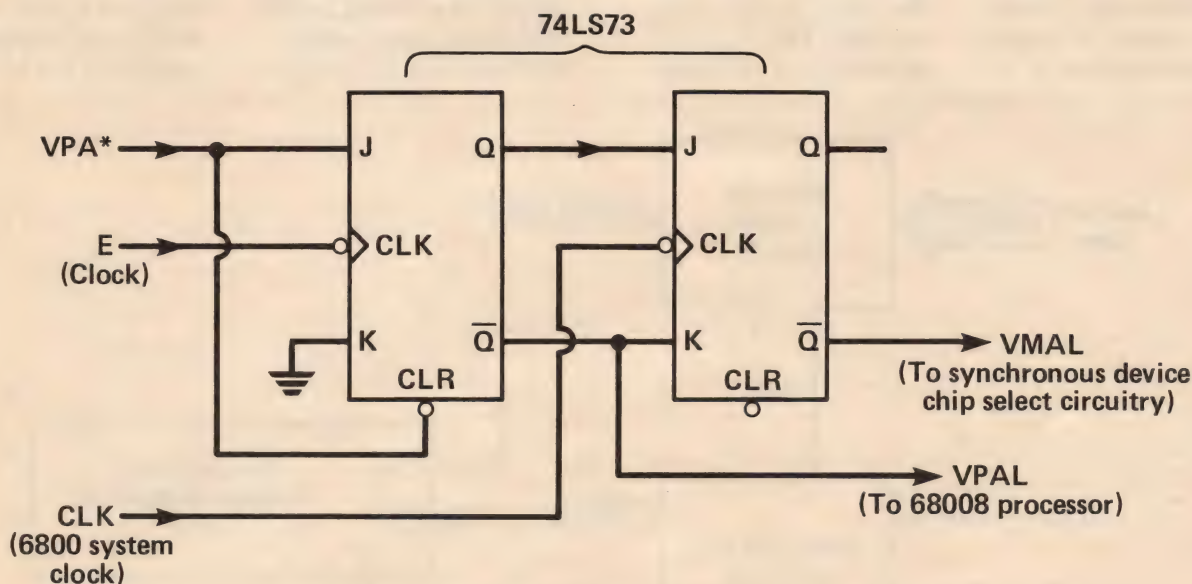 74LS73
VPA*
J
Q
J
Q
E
(Clock)
CLK
CLK
K
Q̅
K
Q̅
VMAL
(To synchronous device
chip select circuitry)
CLR
CLR
VPAL
(To 68008 processor)
CLK
(6800 system
clock)